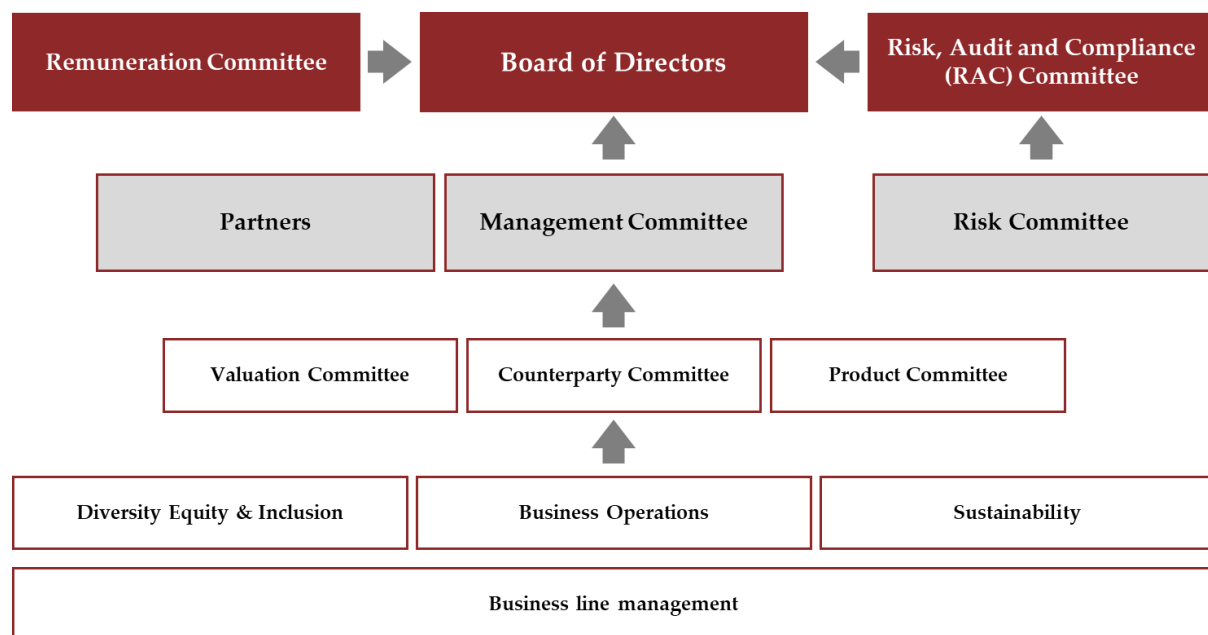 Remuneration Committee
Board of Directors
Risk, Audit and Compliance
(RAC) Committee
Partners
Management Committee
Risk Committee
Valuation Committee
Counterparty Committee
Product Committee
Diversity Equity & Inclusion
Business Operations
Sustainability
Business line management